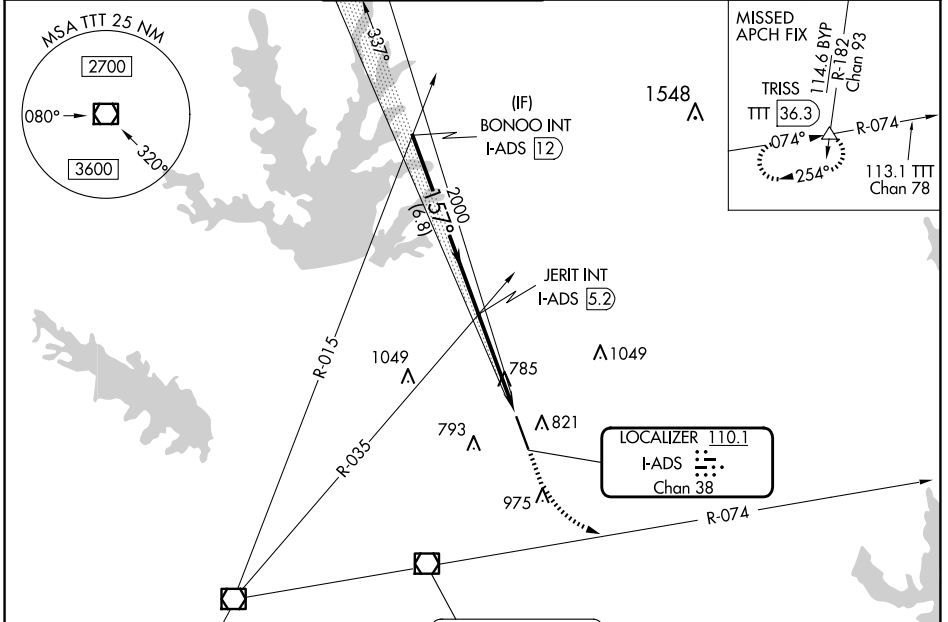 MSA TTT 25 NM
2700
080°
320°
3600
337°
(IF)
BONOO INT
I-ADS 12
1548
MISSED
APCH FIX
114.6 BYP
R-182
Chan 93
TRISS
TTT 36.3
074°
R-074
254°
113.1 TTT
Chan 78
2000
157°
(6.8)
JERIT INT
I-ADS 5.2
R-015
1049
785
1049
R-035
793
821
LOCALIZER 110.1
I-ADS
Chan 38
975
R-074